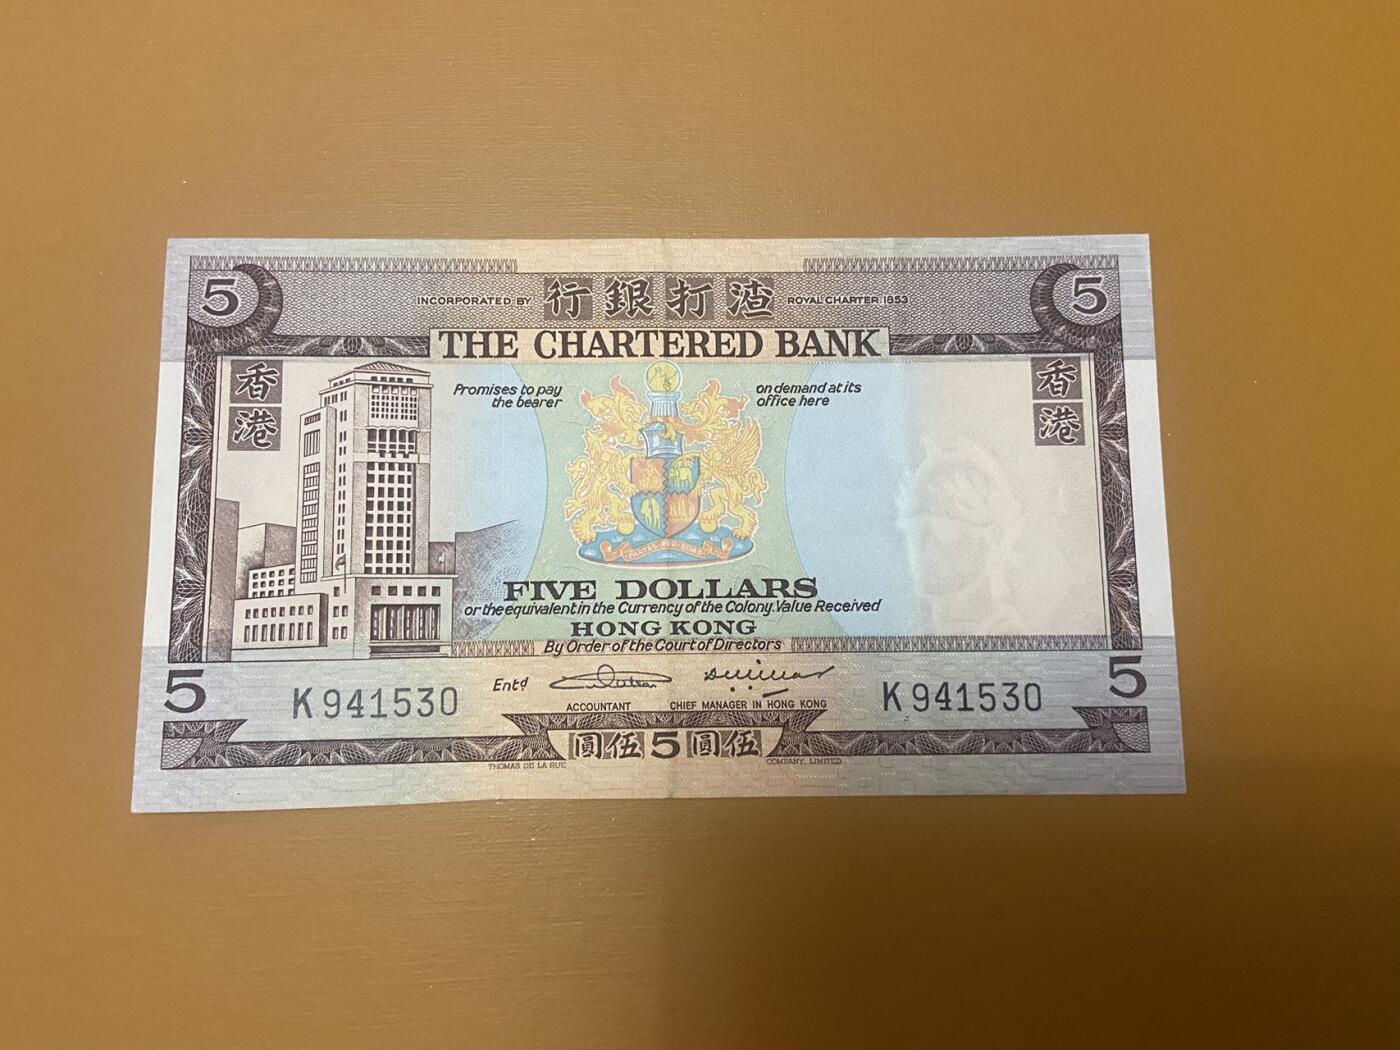 5
INCORPORATED BY 行銀打渣 ROYAL CHARTER 1853
5
THE CHARTERED BANK
香港
香港
Promises to pay the bearer
on demand at its office here
FIVE DOLLARS
or the equivalent in the Currency of the Colony. Value Received
HONG KONG
By Order of the Court of Directors
5
5
K 941530
Entd
ACCOUNTANT
CHIEF MANAGER IN HONG KONG
K 941530
圓伍 5 圓伍
THOMAS DE LA RUE
COMPANY, LIMITED